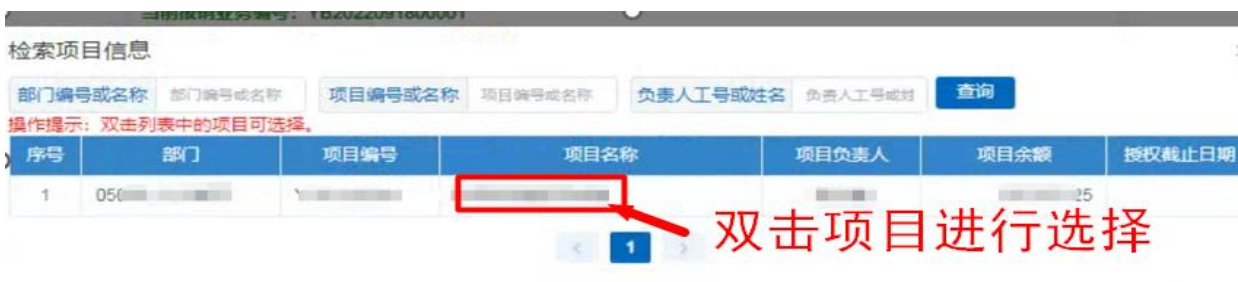 当前报销业务编号：YB2022091800001
检索项目信息
部门编号或名称 部门编号或名称 项目编号或名称 项目编号或名称 负责人工号或姓名 负责人工号或姓 查询
操作提示：双击列表中的项目可选择。
序号 部门 项目编号 项目名称 项目负责人 项目余额 授权截止日期
1 050 Y 25
双击项目进行选择
< 1 >